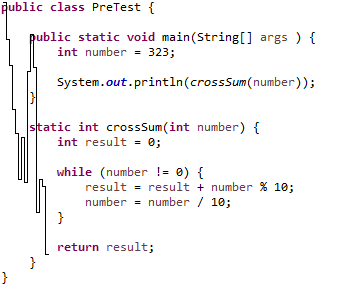 public class PreTest {
public static void main(String[] args ) {
int number = 323;
System.out.println(crossSum(number));
}
static int crossSum(int number) {
int result = 0;
while (number != 0) {
result = result + number % 10;
number = number / 10;
}
return result;
}
}